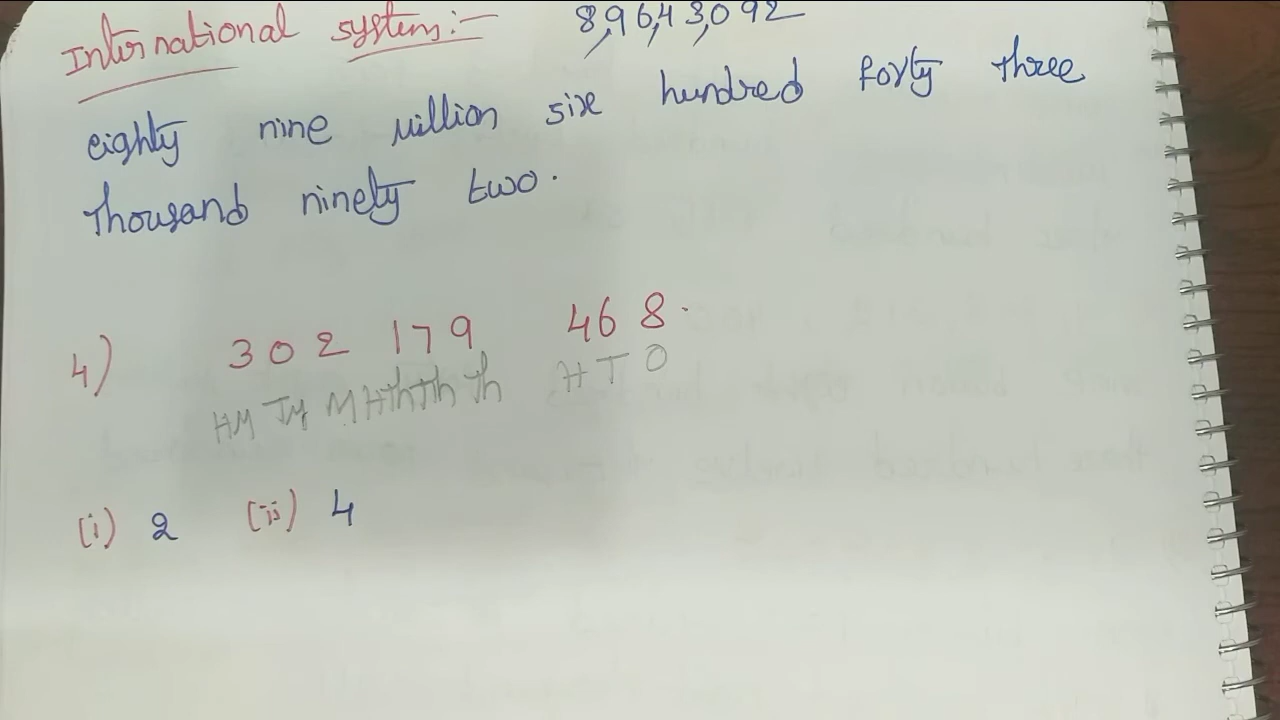 International system:- 8,96,43,092
eighty nine million six hundred forty three
thousand ninety two.
4) 302 179 468.
HM TM M HTh TTh Th H T O
(i) 2 (ii) 4